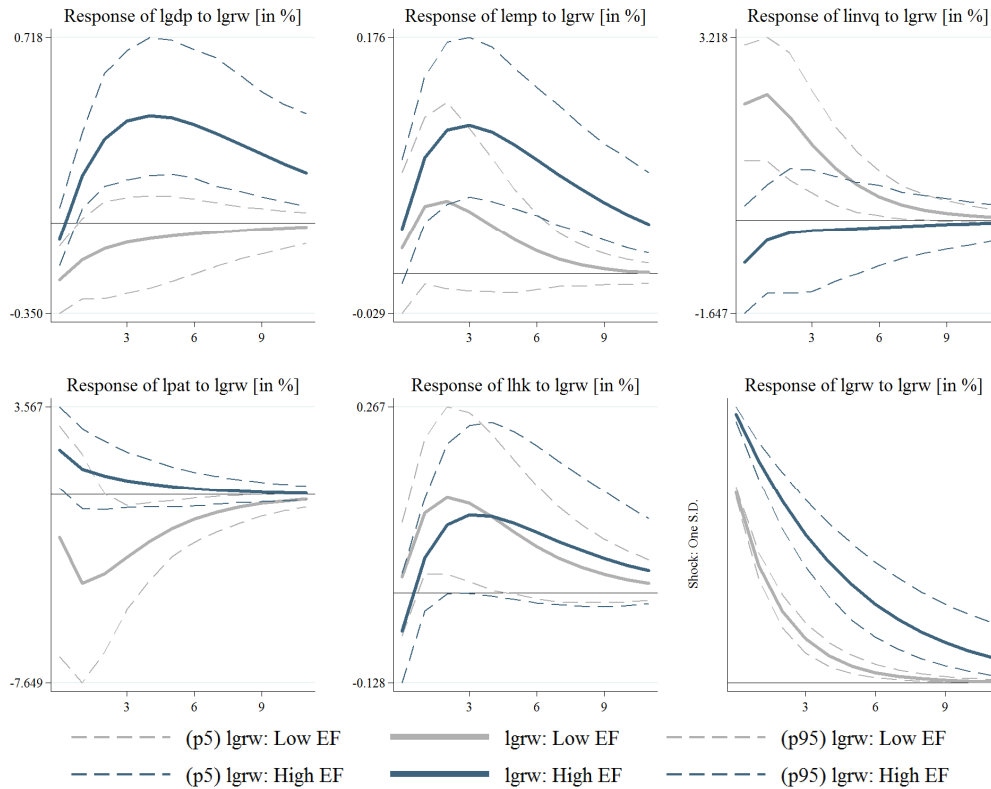 Response of lgdp to lgrw [in %]
Response of lemp to lgrw [in %]
Response of linvq to lgrw [in %]
0.718
-0.350
3
6
9
0.176
-0.029
3
6
9
3.218
-1.647
3
6
9
Response of lpat to lgrw [in %]
Response of lhk to lgrw [in %]
Response of lgrw to lgrw [in %]
3.567
-7.649
3
6
9
0.267
-0.128
3
6
9
Shock: One S.D.
3
6
9
(p5) lgrw: Low EF
lgrw: Low EF
(p95) lgrw: Low EF
(p5) lgrw: High EF
lgrw: High EF
(p95) lgrw: High EF